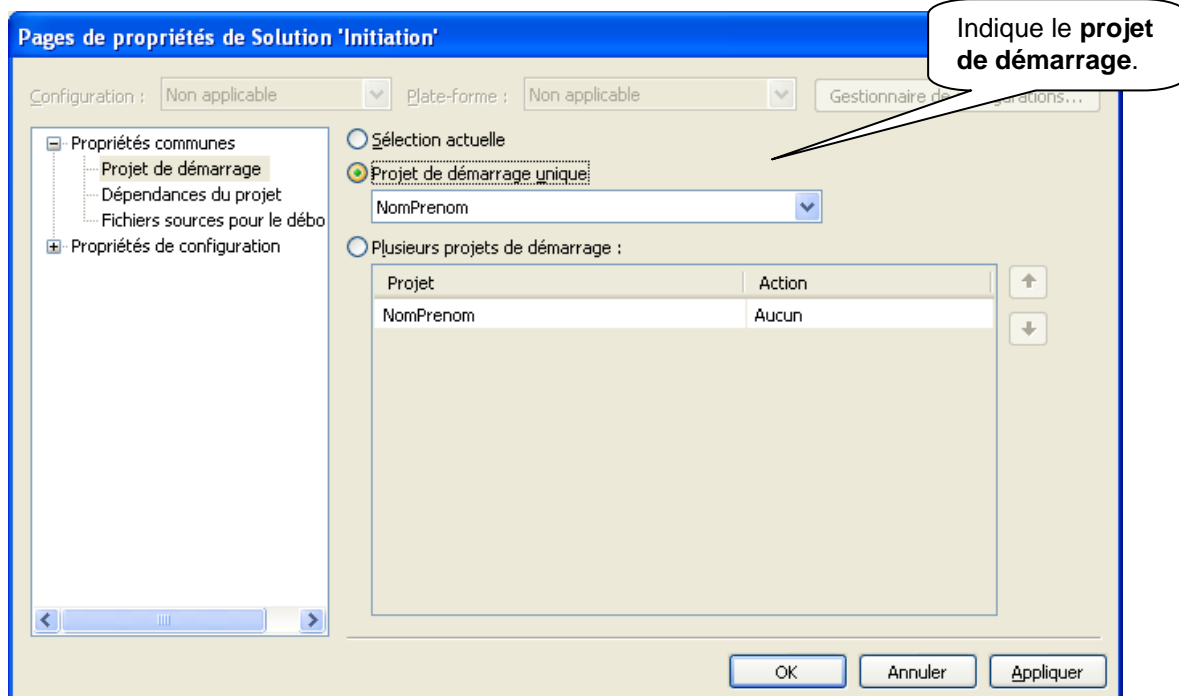 Pages de propriétés de Solution 'Initiation'
Indique le projet
de démarrage.
Configuration :
Non applicable
Plate-forme :
Non applicable
Gestionnaire de
Propriétés communes
Projet de démarrage
Dépendances du projet
Fichiers sources pour le débo
Propriétés de configuration
Sélection actuelle
Projet de démarrage unique
NomPrenom
Plusieurs projets de démarrage :
Projet Action
NomPrenom Aucun
OK Annuler Appliquer